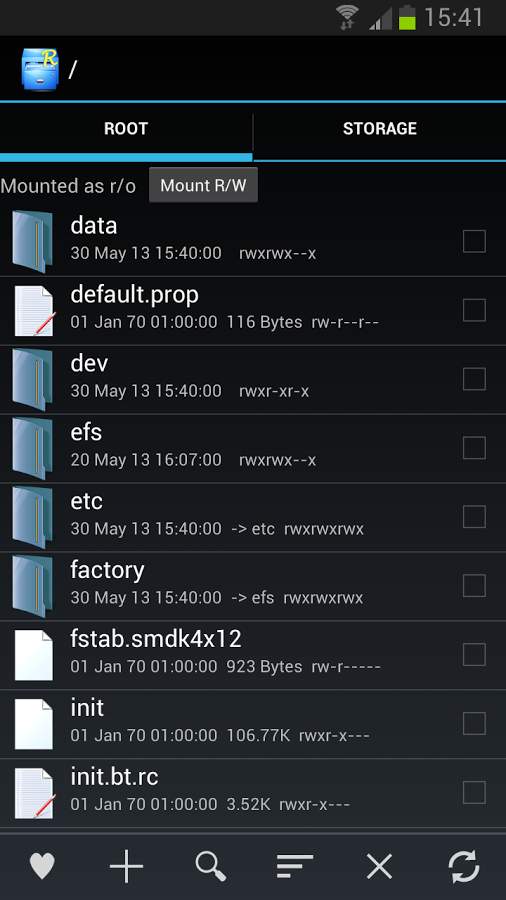 15:41
R /
ROOT STORAGE
Mounted as r/o Mount R/W
data
30 May 13 15:40:00 rwxrwx--x
default.prop
01 Jan 70 01:00:00 116 Bytes rw-r--r--
dev
30 May 13 15:40:00 rwxr-xr-x
efs
20 May 13 16:07:00 rwxrwx--x
etc
30 May 13 15:40:00 -> etc rwxrwxrwx
factory
30 May 13 15:40:00 -> efs rwxrwxrwx
fstab.smdk4x12
01 Jan 70 01:00:00 923 Bytes rw-r-----
init
01 Jan 70 01:00:00 106.77K rwxr-x---
init.bt.rc
01 Jan 70 01:00:00 3.52K rwxr-x---